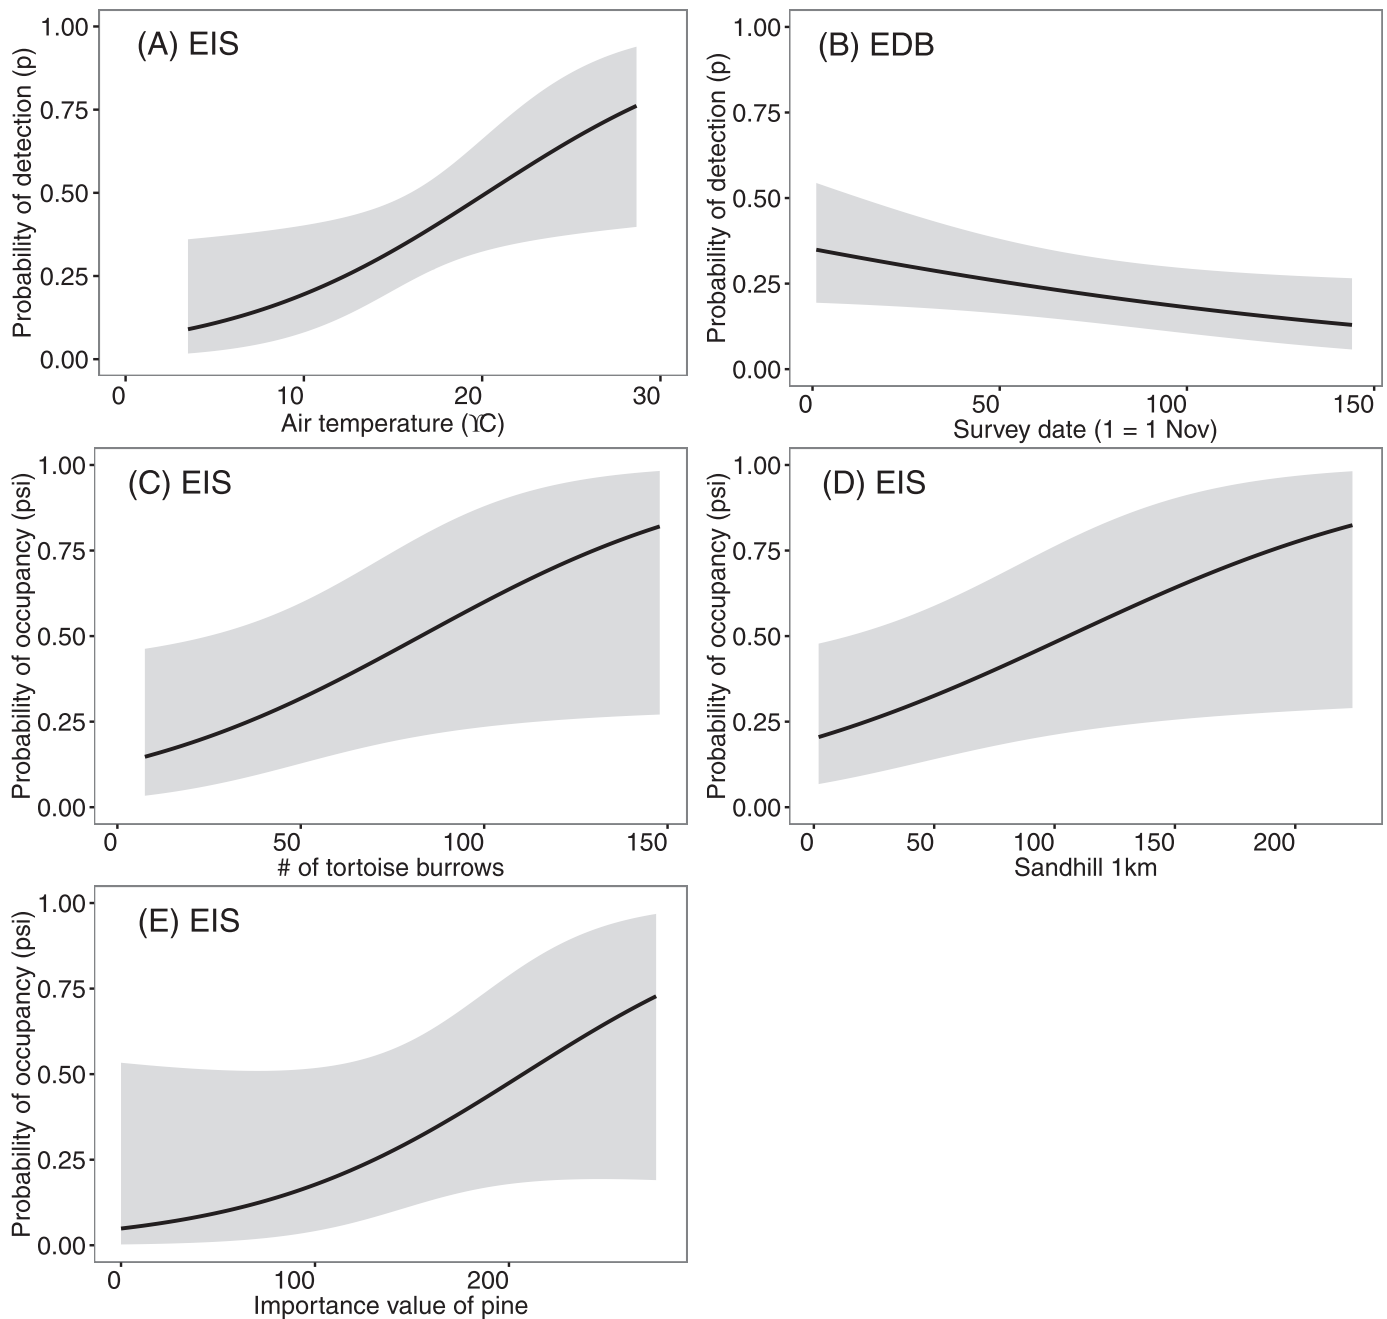 (A) EIS
Probability of detection (p)
1.00
0.75
0.50
0.25
0.00
0 10 20 30
Air temperature (ϒC)
(B) EDB
Probability of detection (p)
1.00
0.75
0.50
0.25
0.00
0 50 100 150
Survey date (1 = 1 Nov)
(C) EIS
Probability of occupancy (psi)
1.00
0.75
0.50
0.25
0.00
0 50 100 150
# of tortoise burrows
(D) EIS
Probability of occupancy (psi)
1.00
0.75
0.50
0.25
0.00
0 50 100 150 200
Sandhill 1km
(E) EIS
Probability of occupancy (psi)
1.00
0.75
0.50
0.25
0.00
0 100 200
Importance value of pine